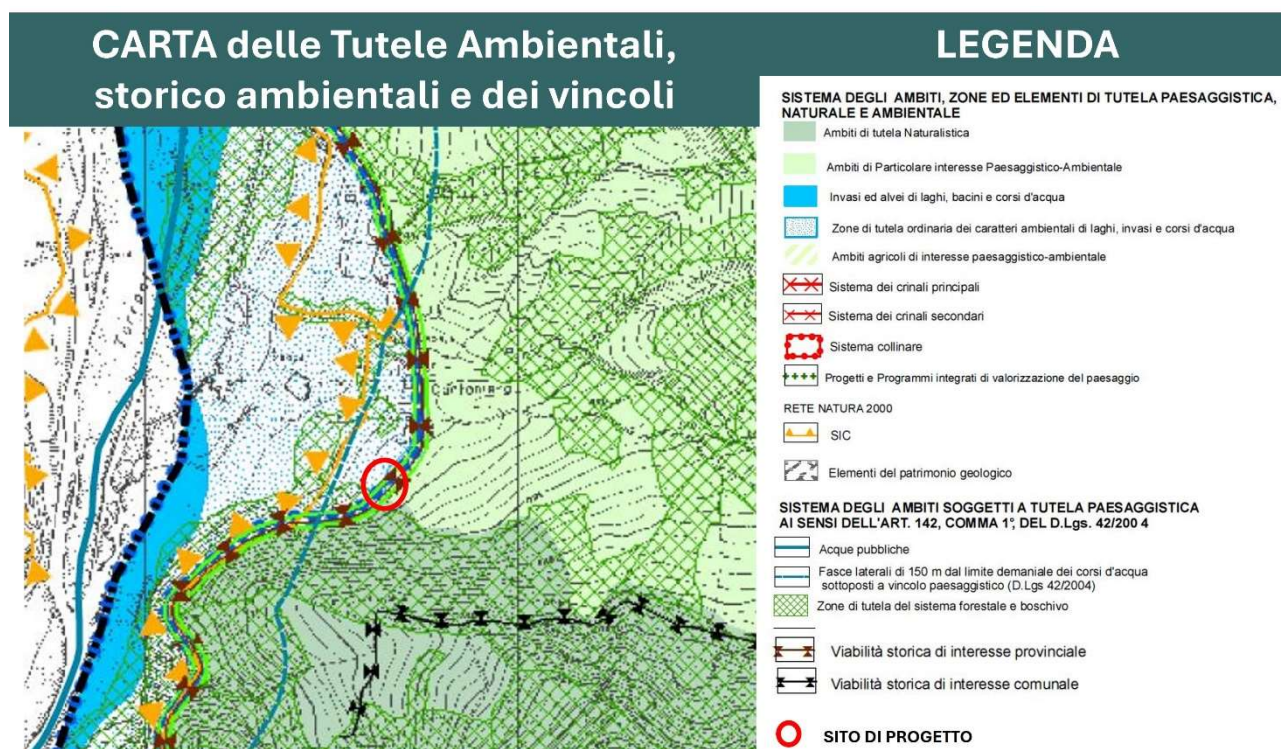 CARTA delle Tutele Ambientali,
storico ambientali e dei vincoli
LEGENDA
SISTEMA DEGLI AMBITI, ZONE ED ELEMENTI DI TUTELA PAESAGGISTICA,
NATURALE E AMBIENTALE
Ambiti di tutela Naturalistica
Ambiti di Particolare interesse Paesaggistico-Ambientale
Invasi ed alvei di laghi, bacini e corsi d'acqua
Zone di tutela ordinaria dei caratteri ambientali di laghi, invasi e corsi d'acqua
Ambiti agricoli di interesse paesaggistico-ambientale
Sistema dei crinali principali
Sistema dei crinali secondari
Sistema collinare
Progetti e Programmi integrati di valorizzazione del paesaggio
RETE NATURA 2000
SIC
Elementi del patrimonio geologico
SISTEMA DEGLI AMBITI SOGGETTI A TUTELA PAESAGGISTICA
AI SENSI DELL'ART. 142, COMMA 1°, DEL D.Lgs. 42/200 4
Acque pubbliche
Fasce laterali di 150 m dal limite demaniale dei corsi d'acqua
sottoposti a vincolo paesaggistico (D.Lgs 42/2004)
Zone di tutela del sistema forestale e boschivo
Viabilità storica di interesse provinciale
Viabilità storica di interesse comunale
SITO DI PROGETTO